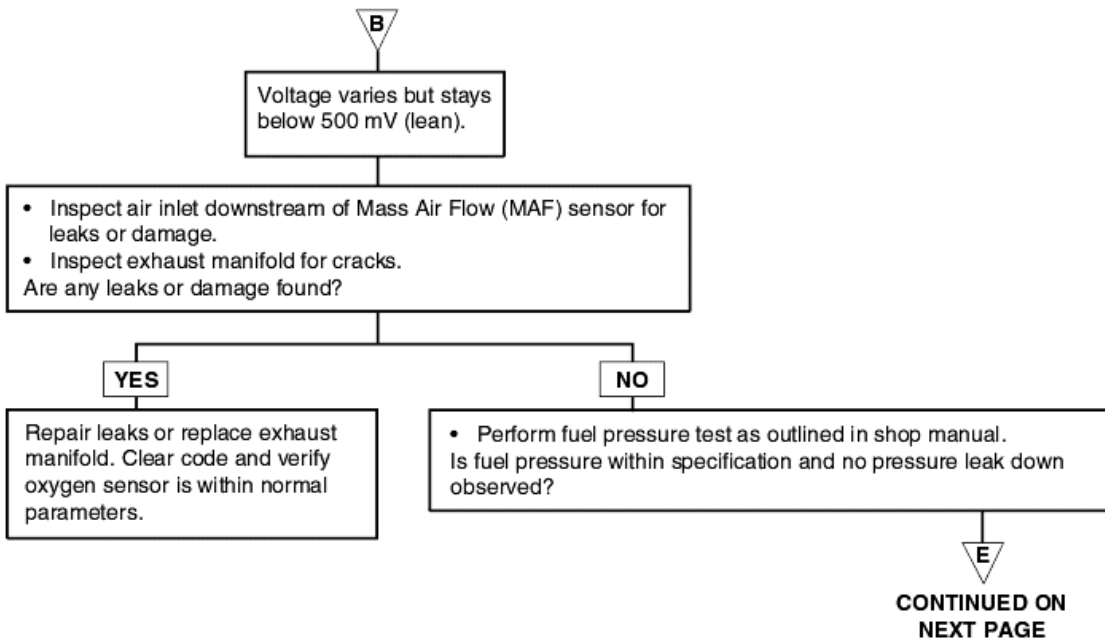 B
Voltage varies but stays
below 500 mV (lean).
• Inspect air inlet downstream of Mass Air Flow (MAF) sensor for
leaks or damage.
• Inspect exhaust manifold for cracks.
Are any leaks or damage found?
YES
NO
Repair leaks or replace exhaust
manifold. Clear code and verify
oxygen sensor is within normal
parameters.
• Perform fuel pressure test as outlined in shop manual.
Is fuel pressure within specification and no pressure leak down
observed?
E
CONTINUED ON
NEXT PAGE